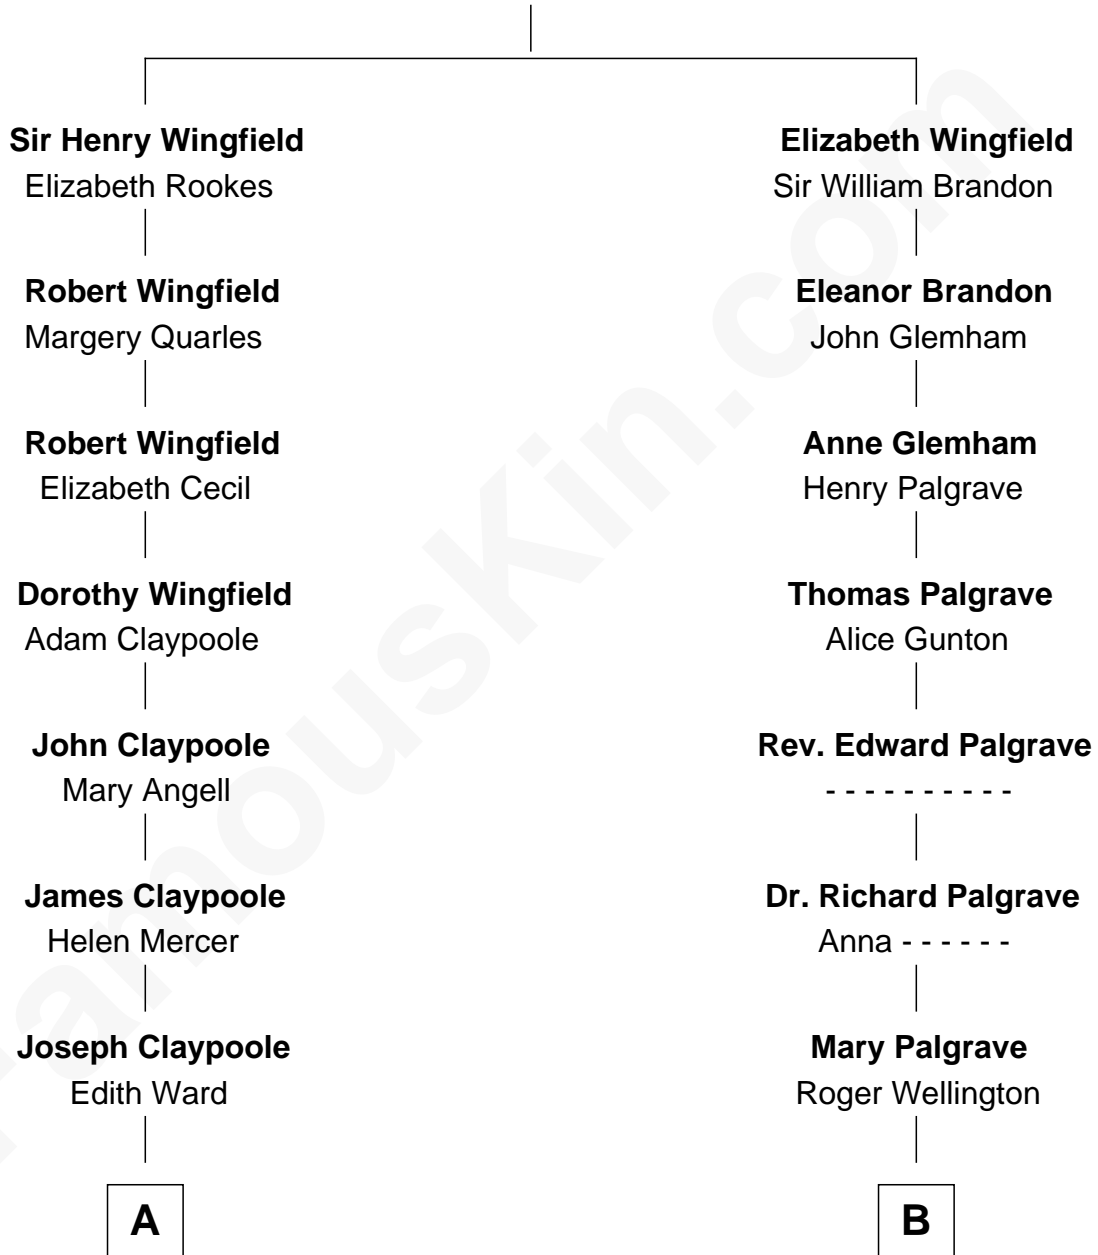 Sir Henry Wingfield
Elizabeth Rookes
Robert Wingfield
Margery Quarles
Robert Wingfield
Elizabeth Cecil
Dorothy Wingfield
Adam Claypoole
John Claypoole
Mary Angell
James Claypoole
Helen Mercer
Joseph Claypoole
Edith Ward
A
Elizabeth Wingfield
Sir William Brandon
Eleanor Brandon
John Glemham
Anne Glemham
Henry Palgrave
Thomas Palgrave
Alice Gunton
Rev. Edward Palgrave
- - - - - - - - - -
Dr. Richard Palgrave
Anna - - - - - -
Mary Palgrave
Roger Wellington
B
FamousKin.com